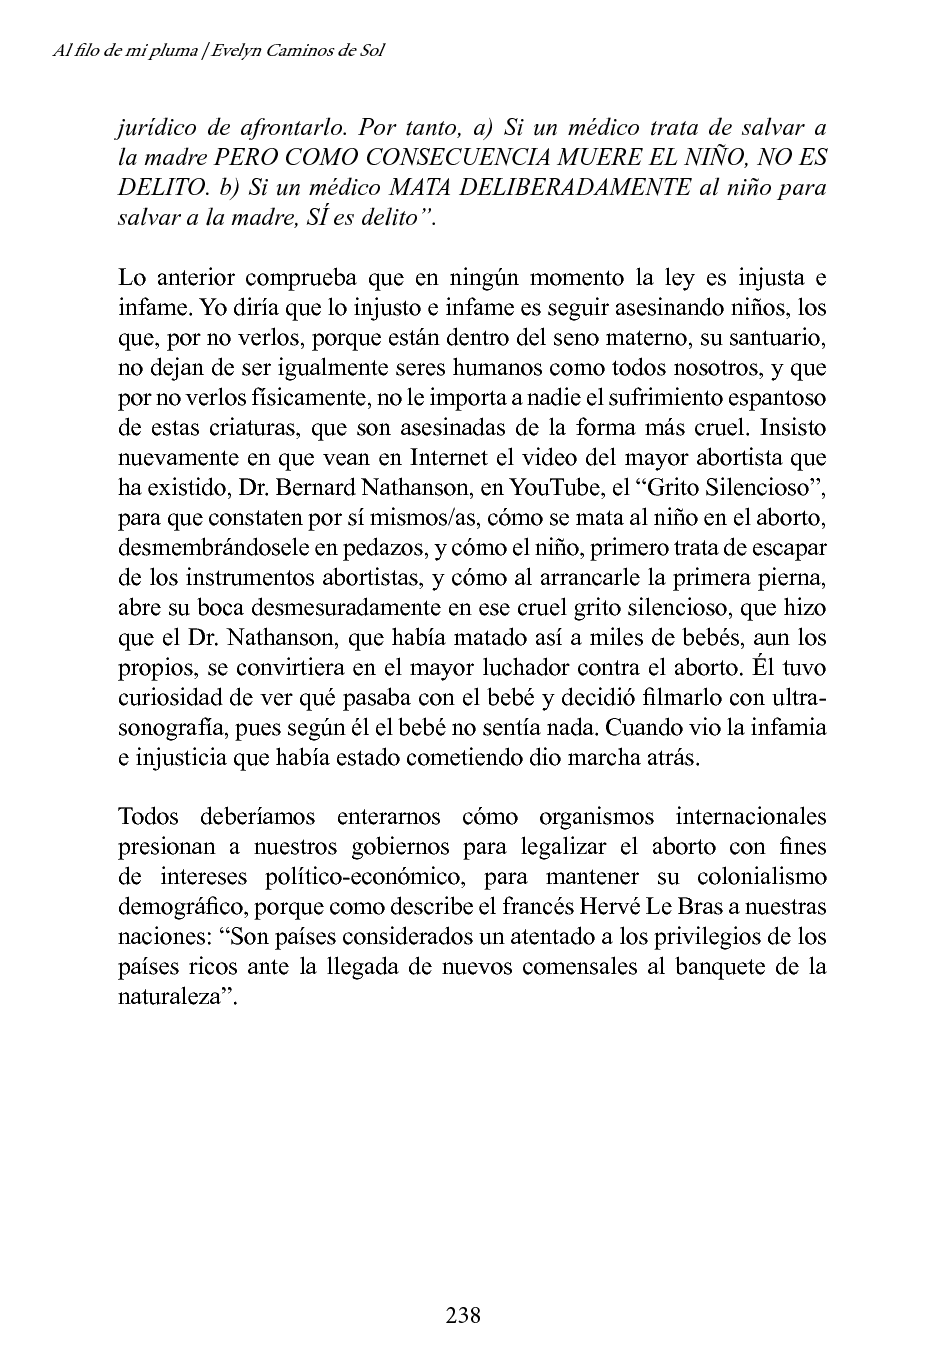 Al filo de mi pluma | Evelyn Caminos de Sol
jurídico de afrontarlo. Por tanto, a) Si un médico trata de salvar a
la madre PERO COMO CONSECUENCIA MUERE EL NIÑO, NO ES
DELITO. b) Si un médico MATA DELIBERADAMENTE al niño para
salvar a la madre, SÍ es delito”.
Lo anterior comprueba que en ningún momento la ley es injusta e
infame. Yo diría que lo injusto e infame es seguir asesinando niños, los
que, por no verlos, porque están dentro del seno materno, su santuario,
no dejan de ser igualmente seres humanos como todos nosotros, y que
por no verlos físicamente, no le importa a nadie el sufrimiento espantoso
de estas criaturas, que son asesinadas de la forma más cruel. Insisto
nuevamente en que vean en Internet el video del mayor abortista que
ha existido, Dr. Bernard Nathanson, en YouTube, el “Grito Silencioso”,
para que constaten por sí mismos/as, cómo se mata al niño en el aborto,
desmembrándosele en pedazos, y cómo el niño, primero trata de escapar
de los instrumentos abortistas, y cómo al arrancarle la primera pierna,
abre su boca desmesuradamente en ese cruel grito silencioso, que hizo
que el Dr. Nathanson, que había matado así a miles de bebés, aun los
propios, se convirtiera en el mayor luchador contra el aborto. Él tuvo
curiosidad de ver qué pasaba con el bebé y decidió filmarlo con ultra-
sonografía, pues según él el bebé no sentía nada. Cuando vio la infamia
e injusticia que había estado cometiendo dio marcha atrás.
Todos deberíamos enterarnos cómo organismos internacionales
presionan a nuestros gobiernos para legalizar el aborto con fines
de intereses político-económico, para mantener su colonialismo
demográfico, porque como describe el francés Hervé Le Bras a nuestras
naciones: “Son países considerados un atentado a los privilegios de los
países ricos ante la llegada de nuevos comensales al banquete de la
naturaleza”.
238